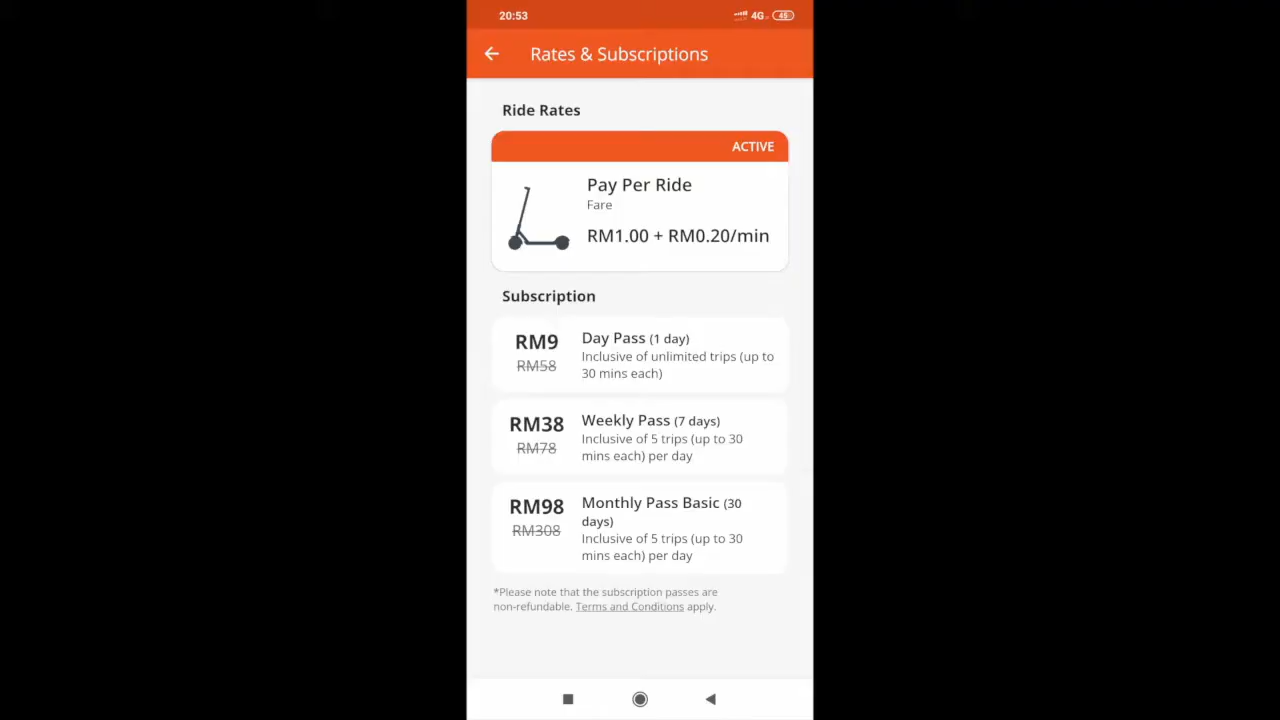 20:53
4G
45
Rates & Subscriptions
Ride Rates
ACTIVE
Pay Per Ride
Fare
RM1.00 + RM0.20/min
Subscription
RM9
RM58
Day Pass (1 day)
Inclusive of unlimited trips (up to
30 mins each)
RM38
RM78
Weekly Pass (7 days)
Inclusive of 5 trips (up to 30
mins each) per day
RM98
RM308
Monthly Pass Basic (30
days)
Inclusive of 5 trips (up to 30
mins each) per day
*Please note that the subscription passes are
non-refundable. Terms and Conditions apply.